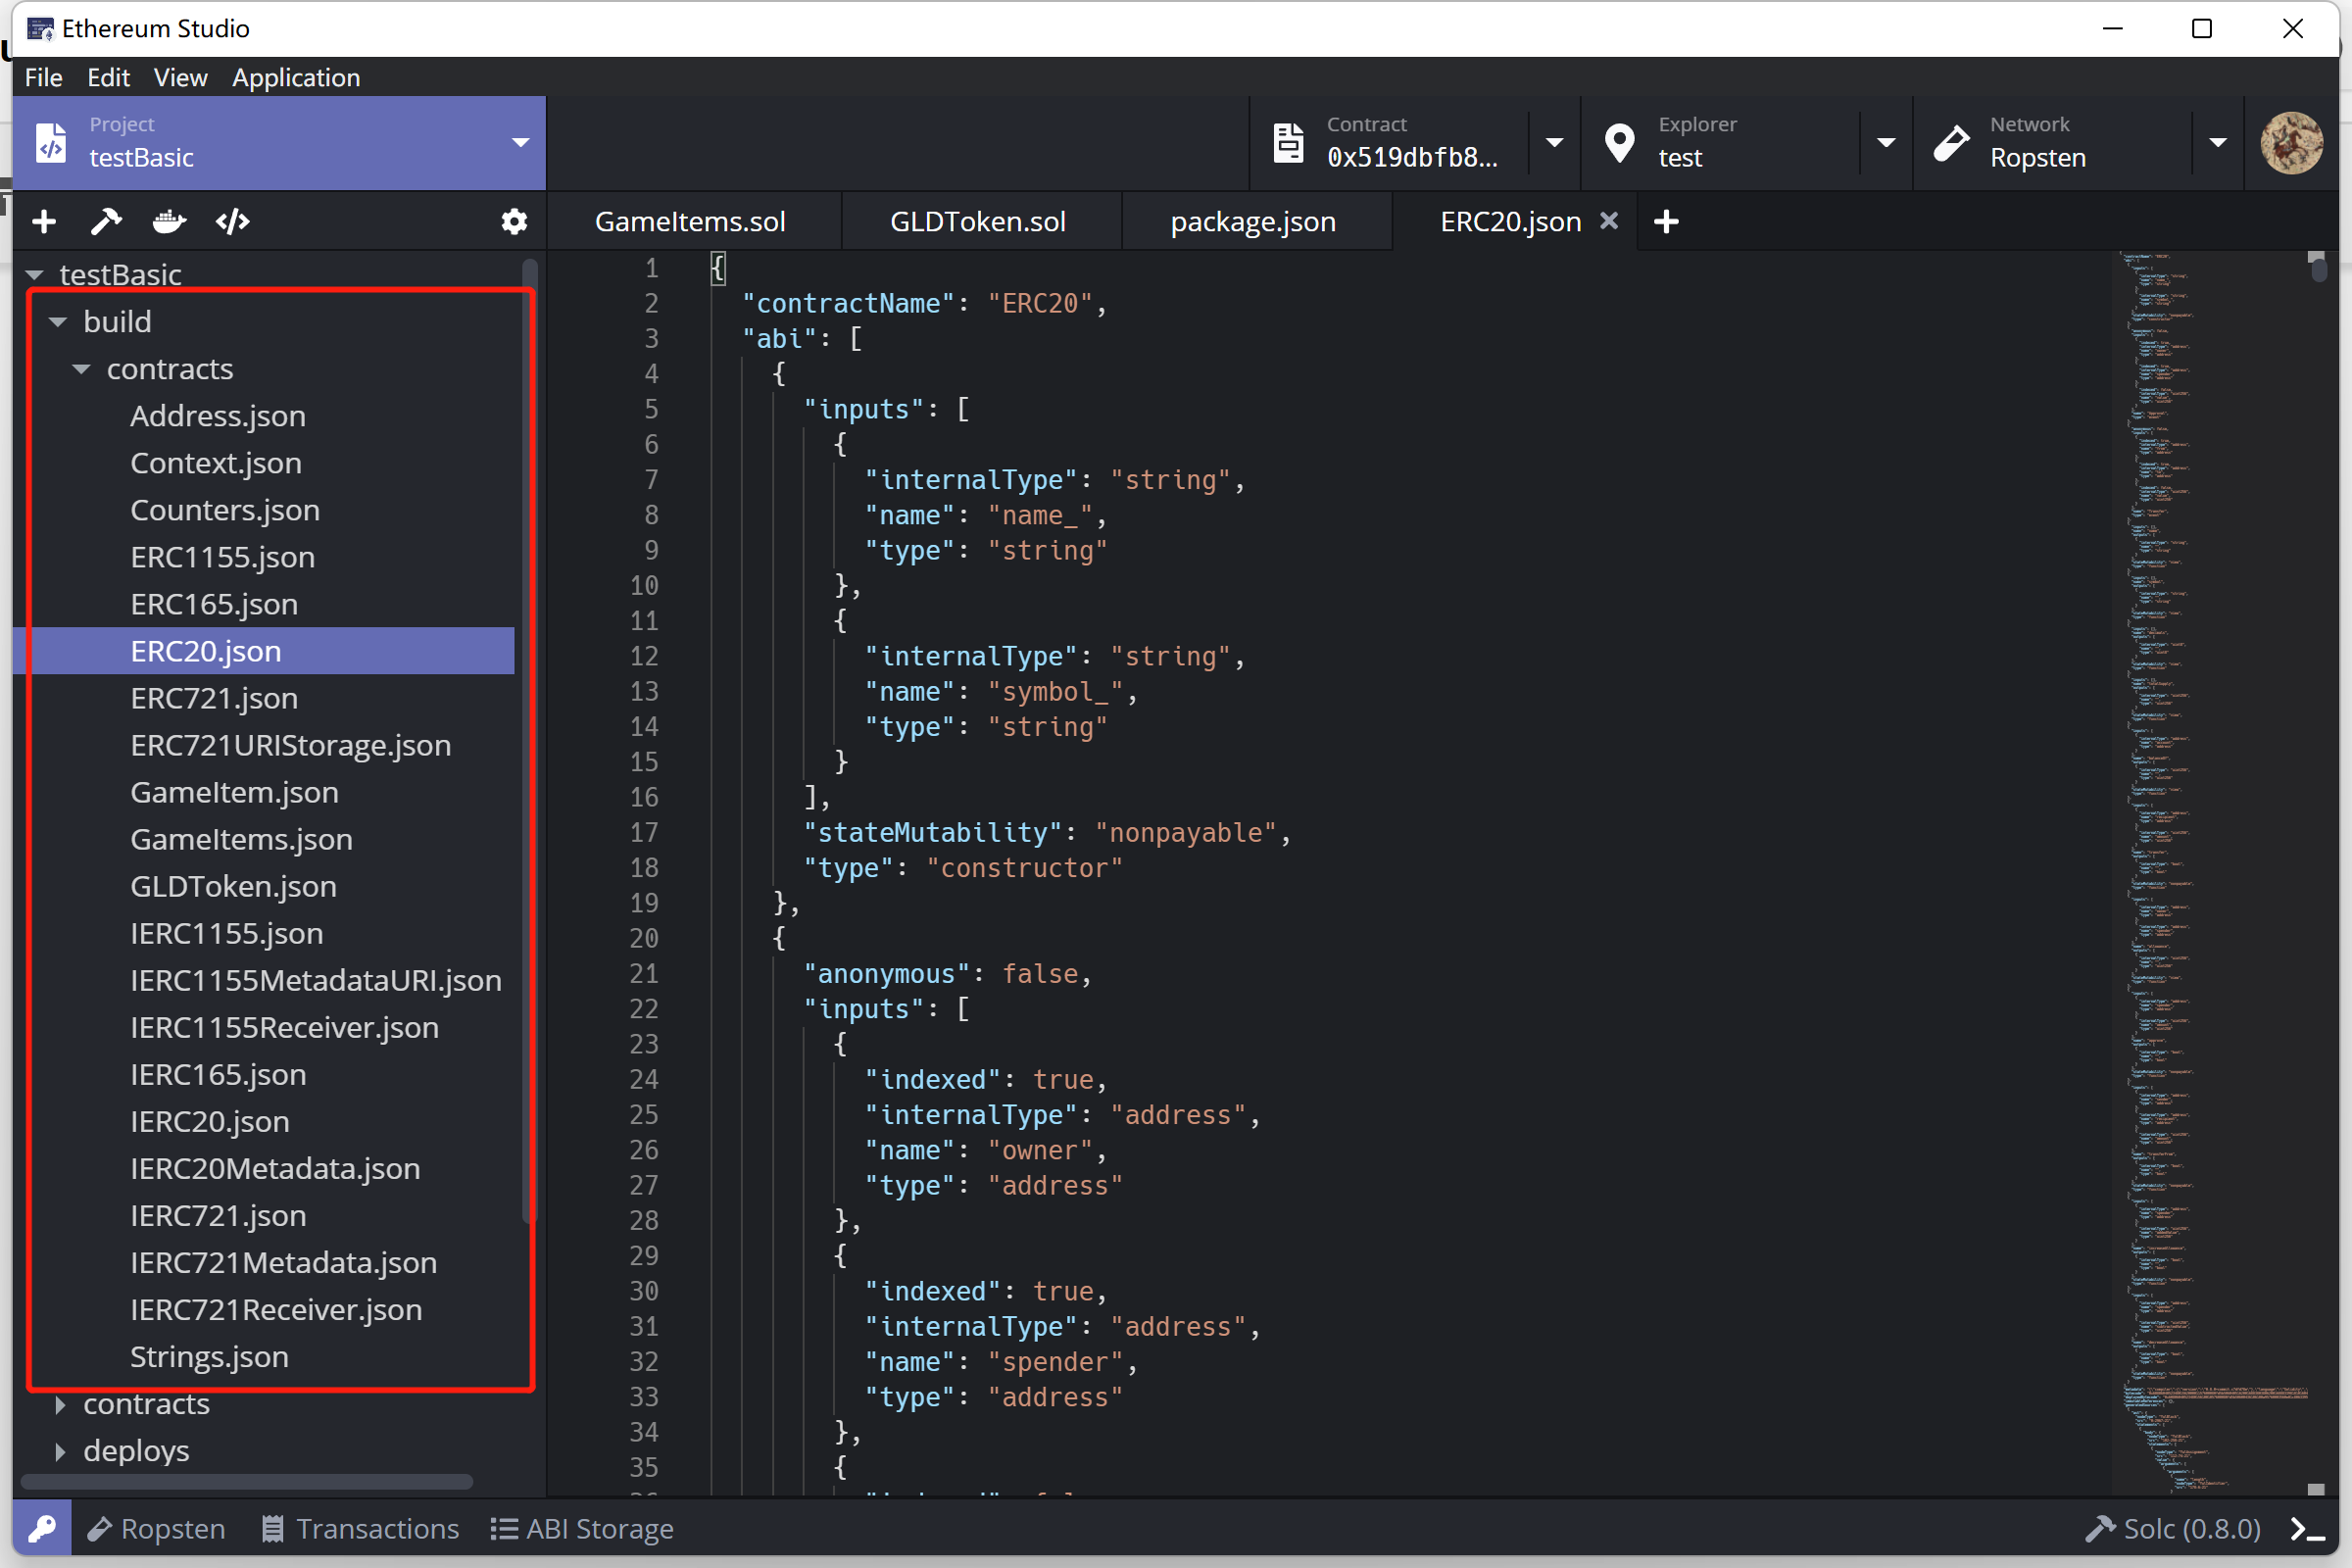 Ethereum Studio
File Edit View Application
Project
testBasic
Contract
0x519dbfb8...
Explorer
test
Network
Ropsten
GameItems.sol GLDToken.sol package.json ERC20.json
testBasic
build
contracts
Address.json
Context.json
Counters.json
ERC1155.json
ERC165.json
ERC20.json
ERC721.json
ERC721URIStorage.json
GameItem.json
GameItems.json
GLDToken.json
IERC1155.json
IERC1155MetadataURI.json
IERC1155Receiver.json
IERC165.json
IERC20.json
IERC20Metadata.json
IERC721.json
IERC721Metadata.json
IERC721Receiver.json
Strings.json
contracts
deploys
1 {
2 "contractName": "ERC20",
3 "abi": [
4 {
5 "inputs": [
6 {
7 "internalType": "string",
8 "name": "name_",
9 "type": "string"
10 },
11 {
12 "internalType": "string",
13 "name": "symbol_",
14 "type": "string"
15 }
16 ],
17 "stateMutability": "nonpayable",
18 "type": "constructor"
19 },
20 {
21 "anonymous": false,
22 "inputs": [
23 {
24 "indexed": true,
25 "internalType": "address",
26 "name": "owner",
27 "type": "address"
28 },
29 {
30 "indexed": true,
31 "internalType": "address",
32 "name": "spender",
33 "type": "address"
34 },
35 {
Ropsten Transactions ABI Storage Solc (0.8.0)